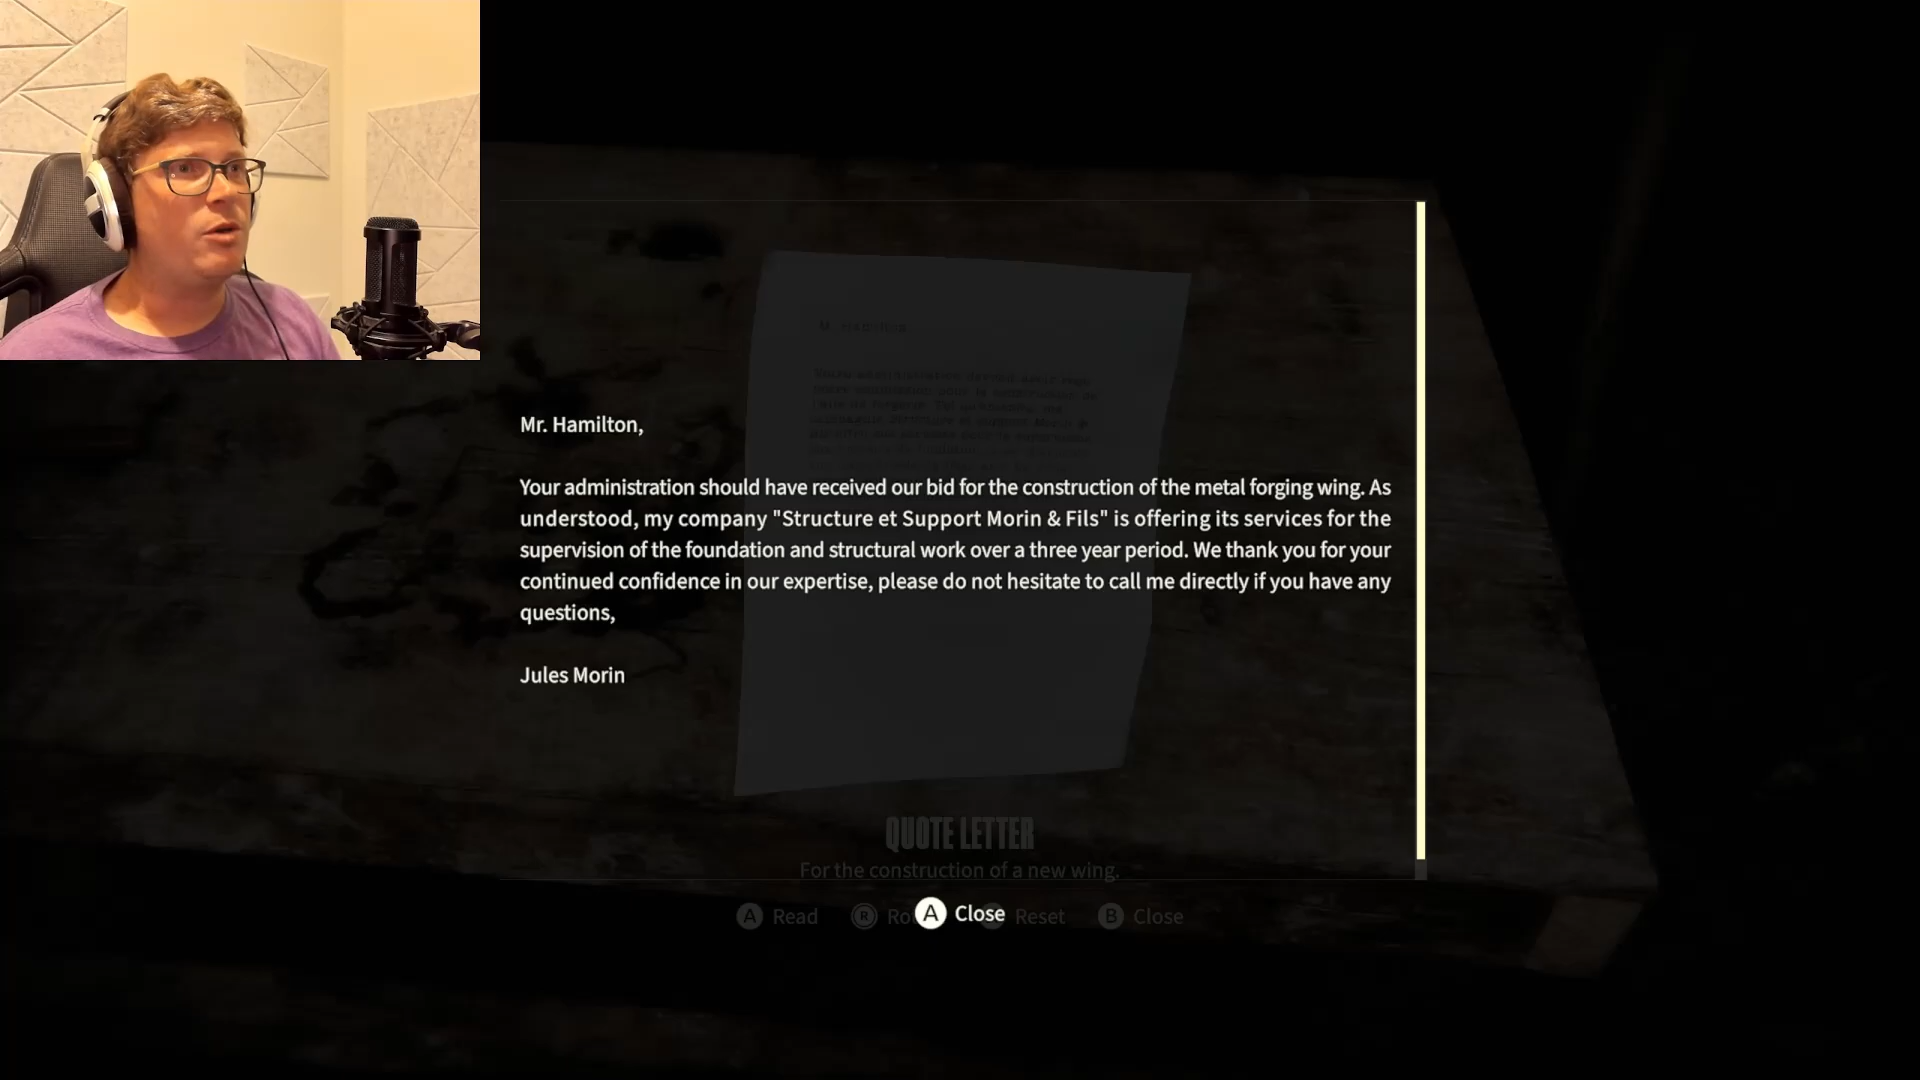 M. Hamilton
Mr. Hamilton,
Your administration should have received our bid for the construction of the metal forging wing. As
understood, my company "Structure et Support Morin & Fils" is offering its services for the
supervision of the foundation and structural work over a three year period. We thank you for your
continued confidence in our expertise, please do not hesitate to call me directly if you have any
questions,
Jules Morin
QUOTE LETTER
For the construction of a new wing.
A Read R Ro A Close Reset B Close